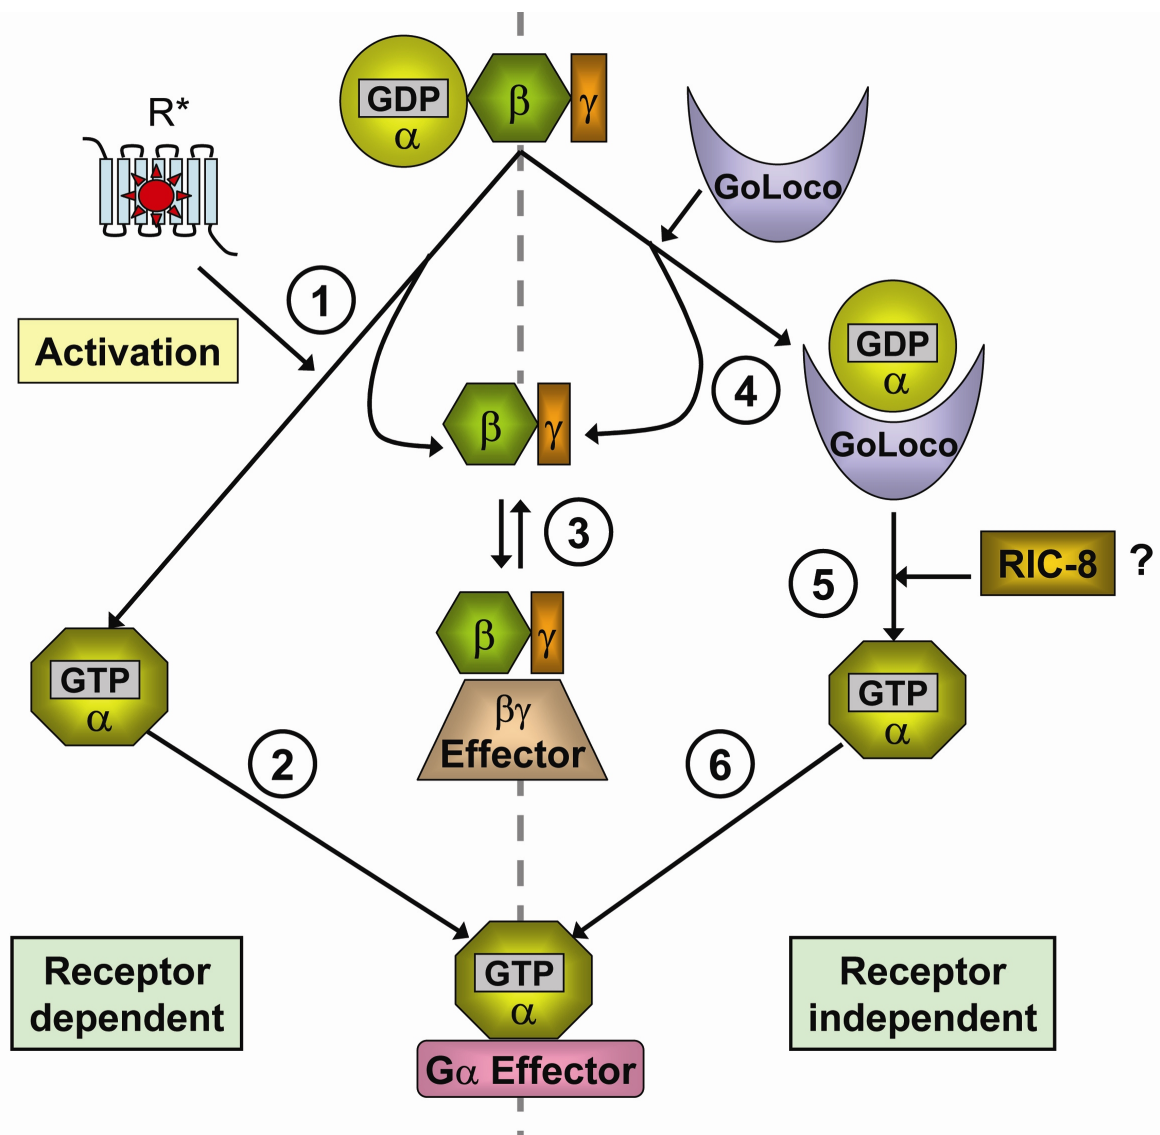 GDP
α
β
γ
R*
GoLoco
1
Activation
GDP
α
GoLoco
4
β
γ
3
RIC-8 ?
5
β
γ
GTP
α
GTP
α
βγ
Effector
2
6
Receptor
dependent
GTP
α
Receptor
independent
Gα Effector